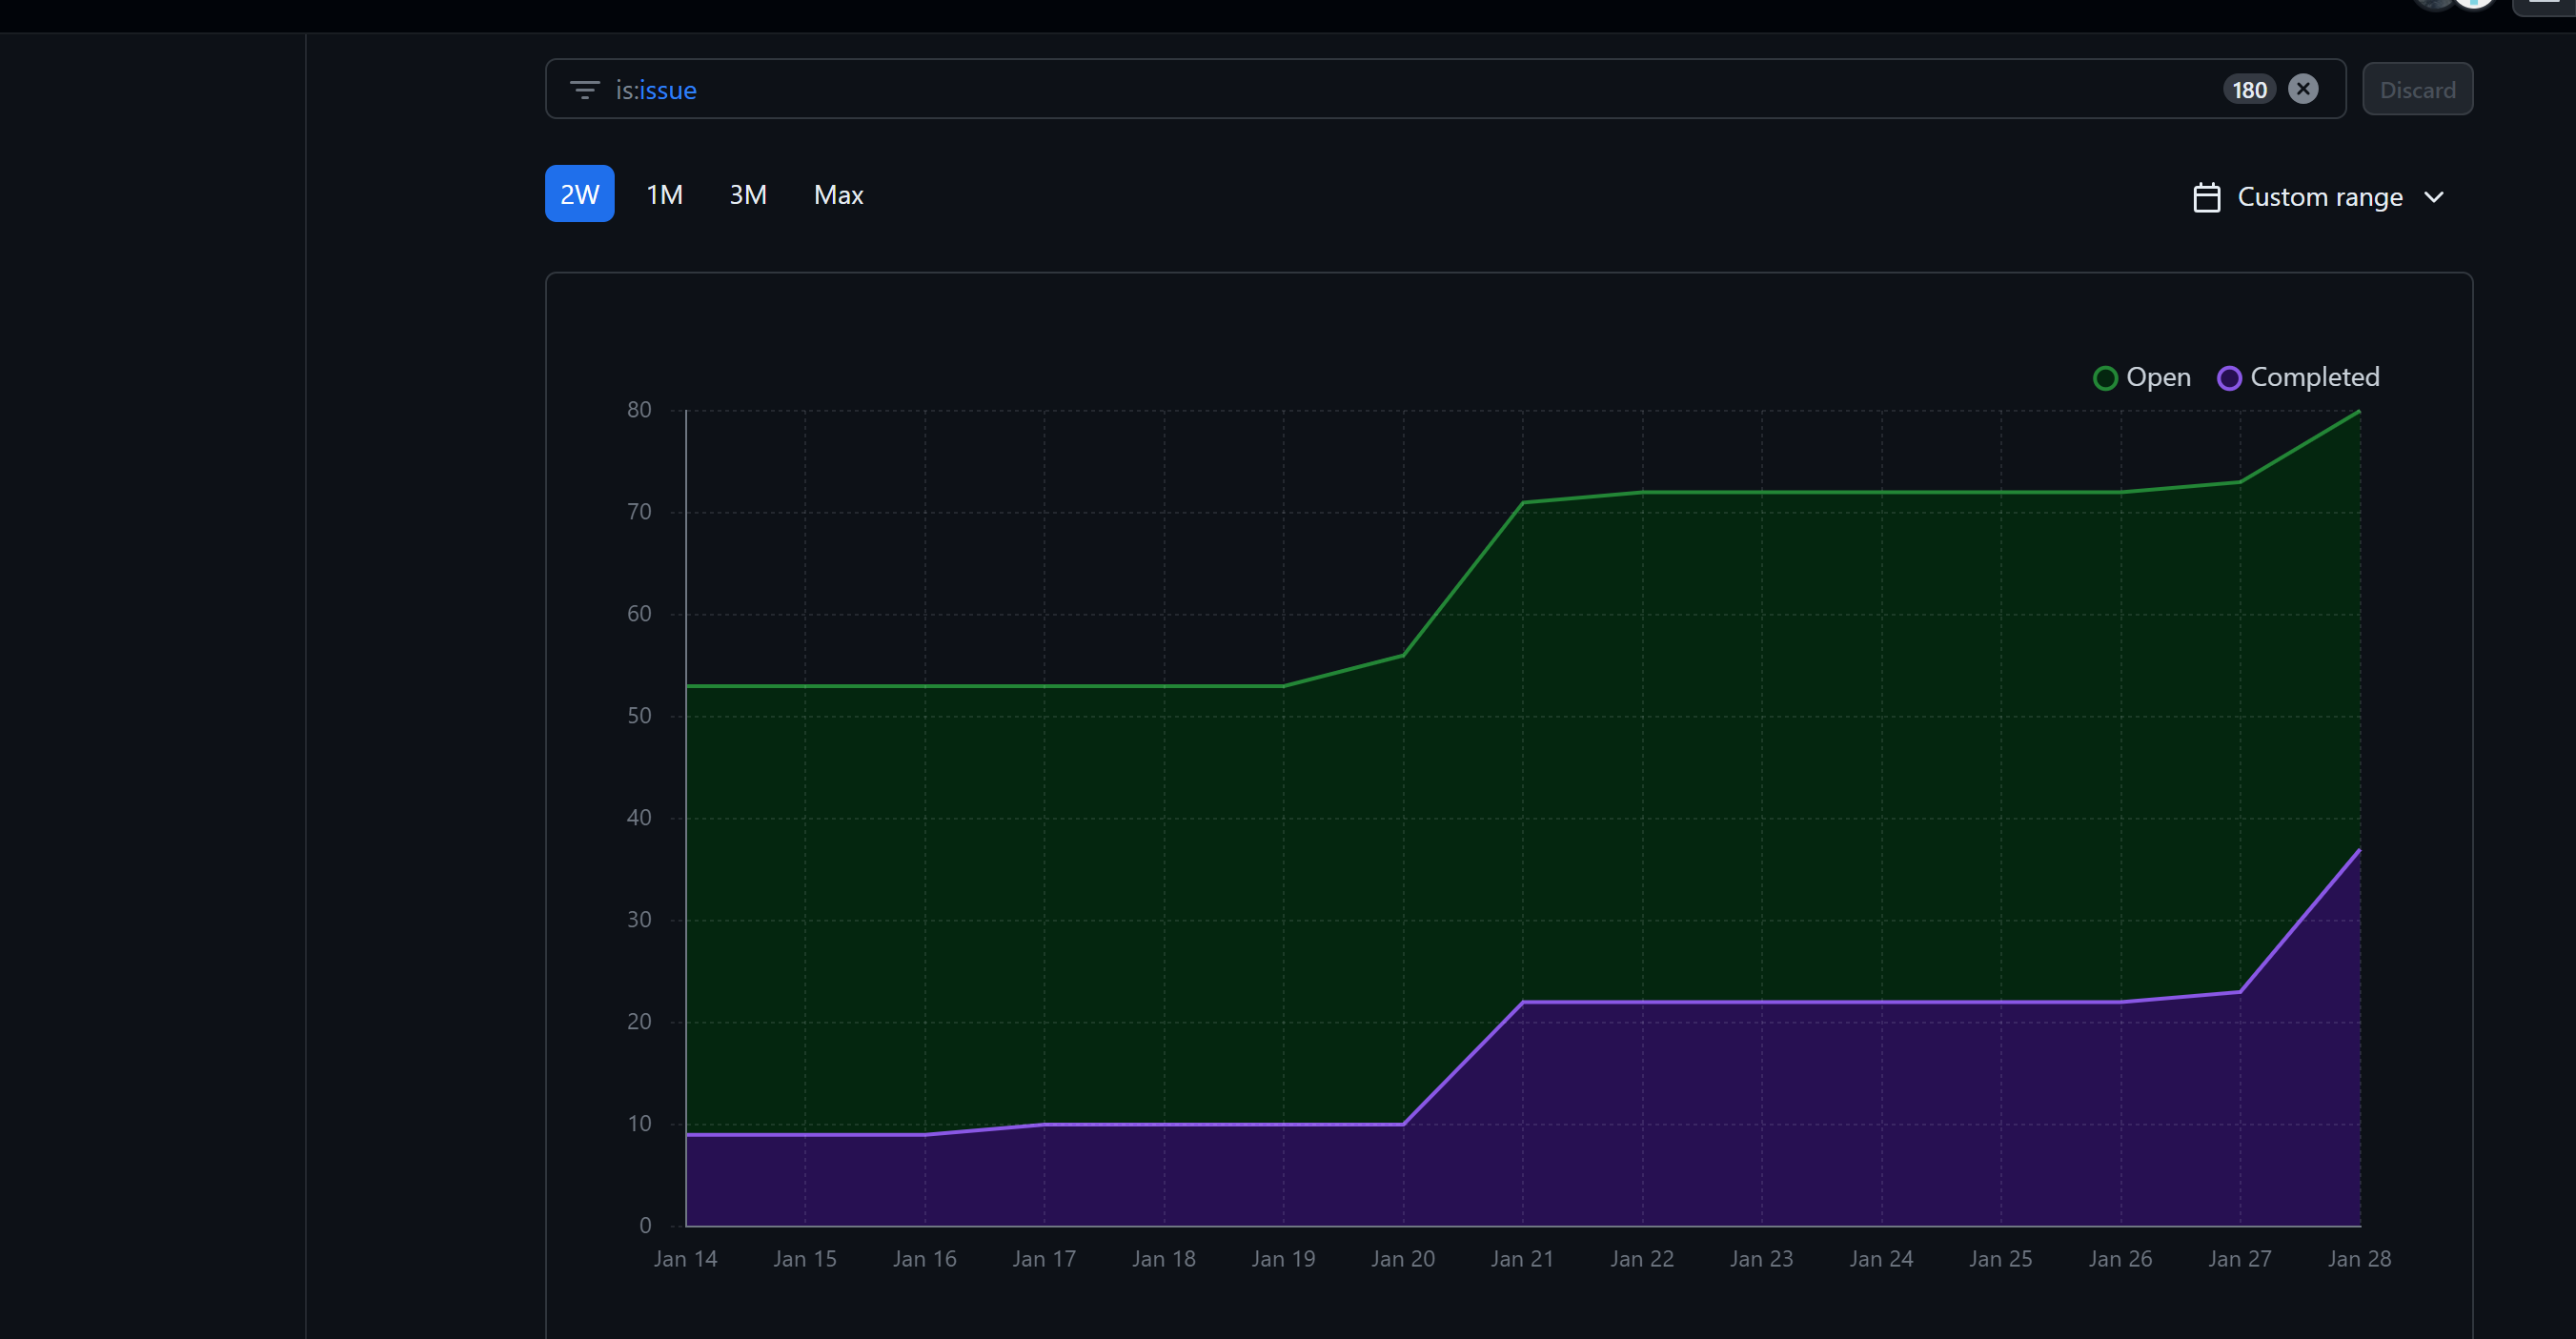 is:issue 180 Discard
2W 1M 3M Max Custom range
Open Completed
80
70
60
50
40
30
20
10
0
Jan 14 Jan 15 Jan 16 Jan 17 Jan 18 Jan 19 Jan 20 Jan 21 Jan 22 Jan 23 Jan 24 Jan 25 Jan 26 Jan 27 Jan 28